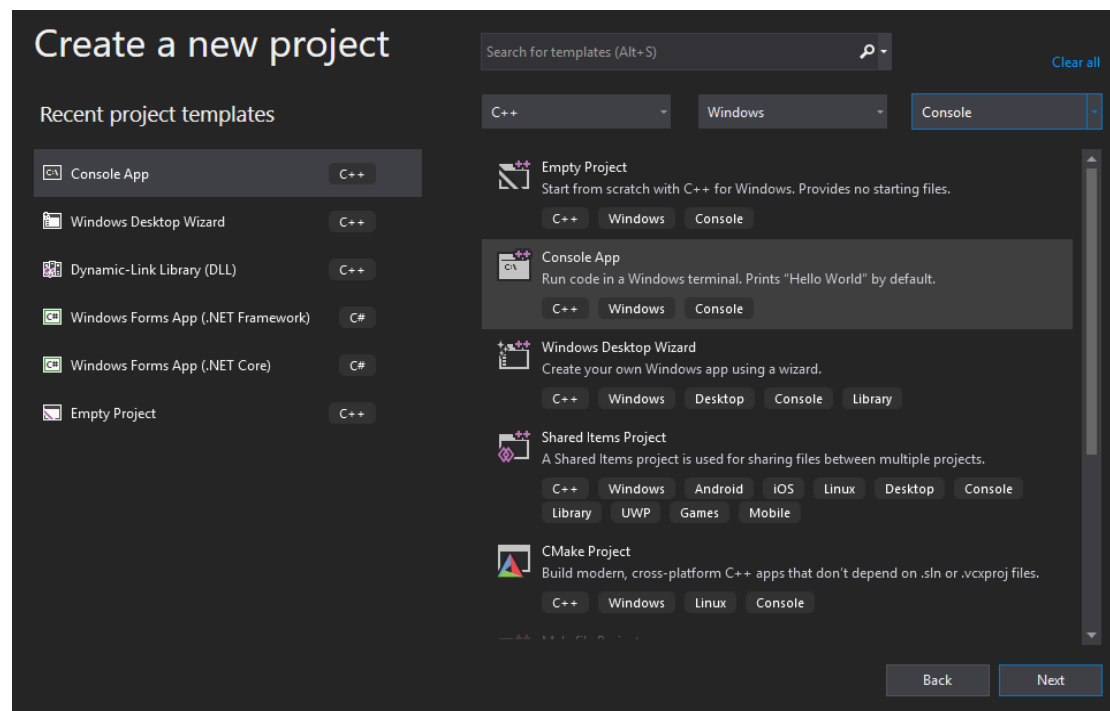 Create a new project
Search for templates (Alt+S)
Clear all
Recent project templates
C++
Windows
Console
Console App
C++
Windows Desktop Wizard
C++
Dynamic-Link Library (DLL)
C++
Windows Forms App (.NET Framework)
C#
Windows Forms App (.NET Core)
C#
Empty Project
C++
Empty Project
Start from scratch with C++ for Windows. Provides no starting files.
C++ Windows Console
Console App
Run code in a Windows terminal. Prints "Hello World" by default.
C++ Windows Console
Windows Desktop Wizard
Create your own Windows app using a wizard.
C++ Windows Desktop Console Library
Shared Items Project
A Shared Items project is used for sharing files between multiple projects.
C++ Windows Android iOS Linux Desktop Console
Library UWP Games Mobile
CMake Project
Build modern, cross-platform C++ apps that don't depend on .sln or .vcxproj files.
C++ Windows Linux Console
Back
Next